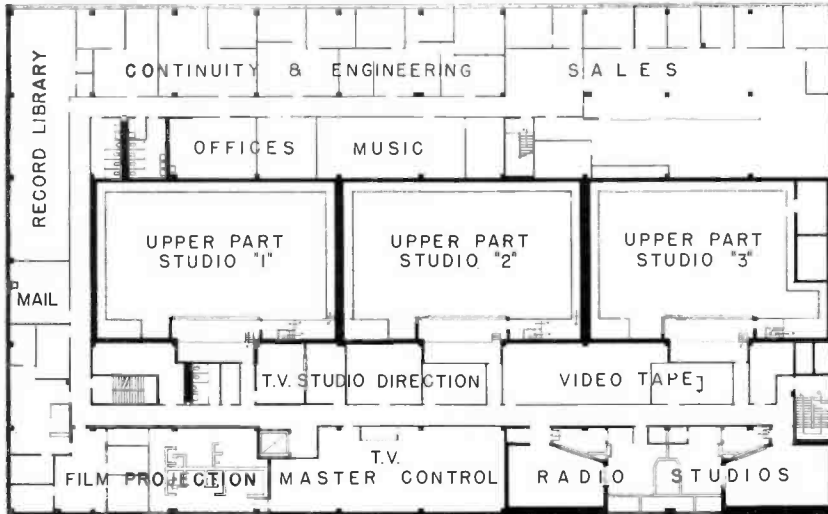 RECORD LIBRARY
CONTINUITY & ENGINEERING
SALES
OFFICES
MUSIC
UPPER PART
STUDIO "1"
UPPER PART
STUDIO "2"
UPPER PART
STUDIO "3"
MAIL
T.V. STUDIO DIRECTION
VIDEO TAPE
FILM PROJECTION
T.V.
MASTER CONTROL
RADIO STUDIOS